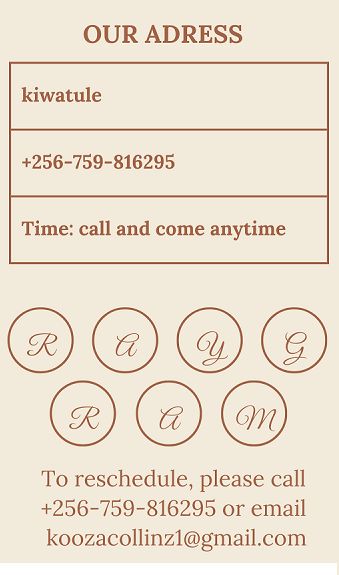 OUR ADRESS
kiwatule
+256-759-816295
Time: call and come anytime
R A Y G
R A M
To reschedule, please call
+256-759-816295 or email
koozacollinz1@gmail.com